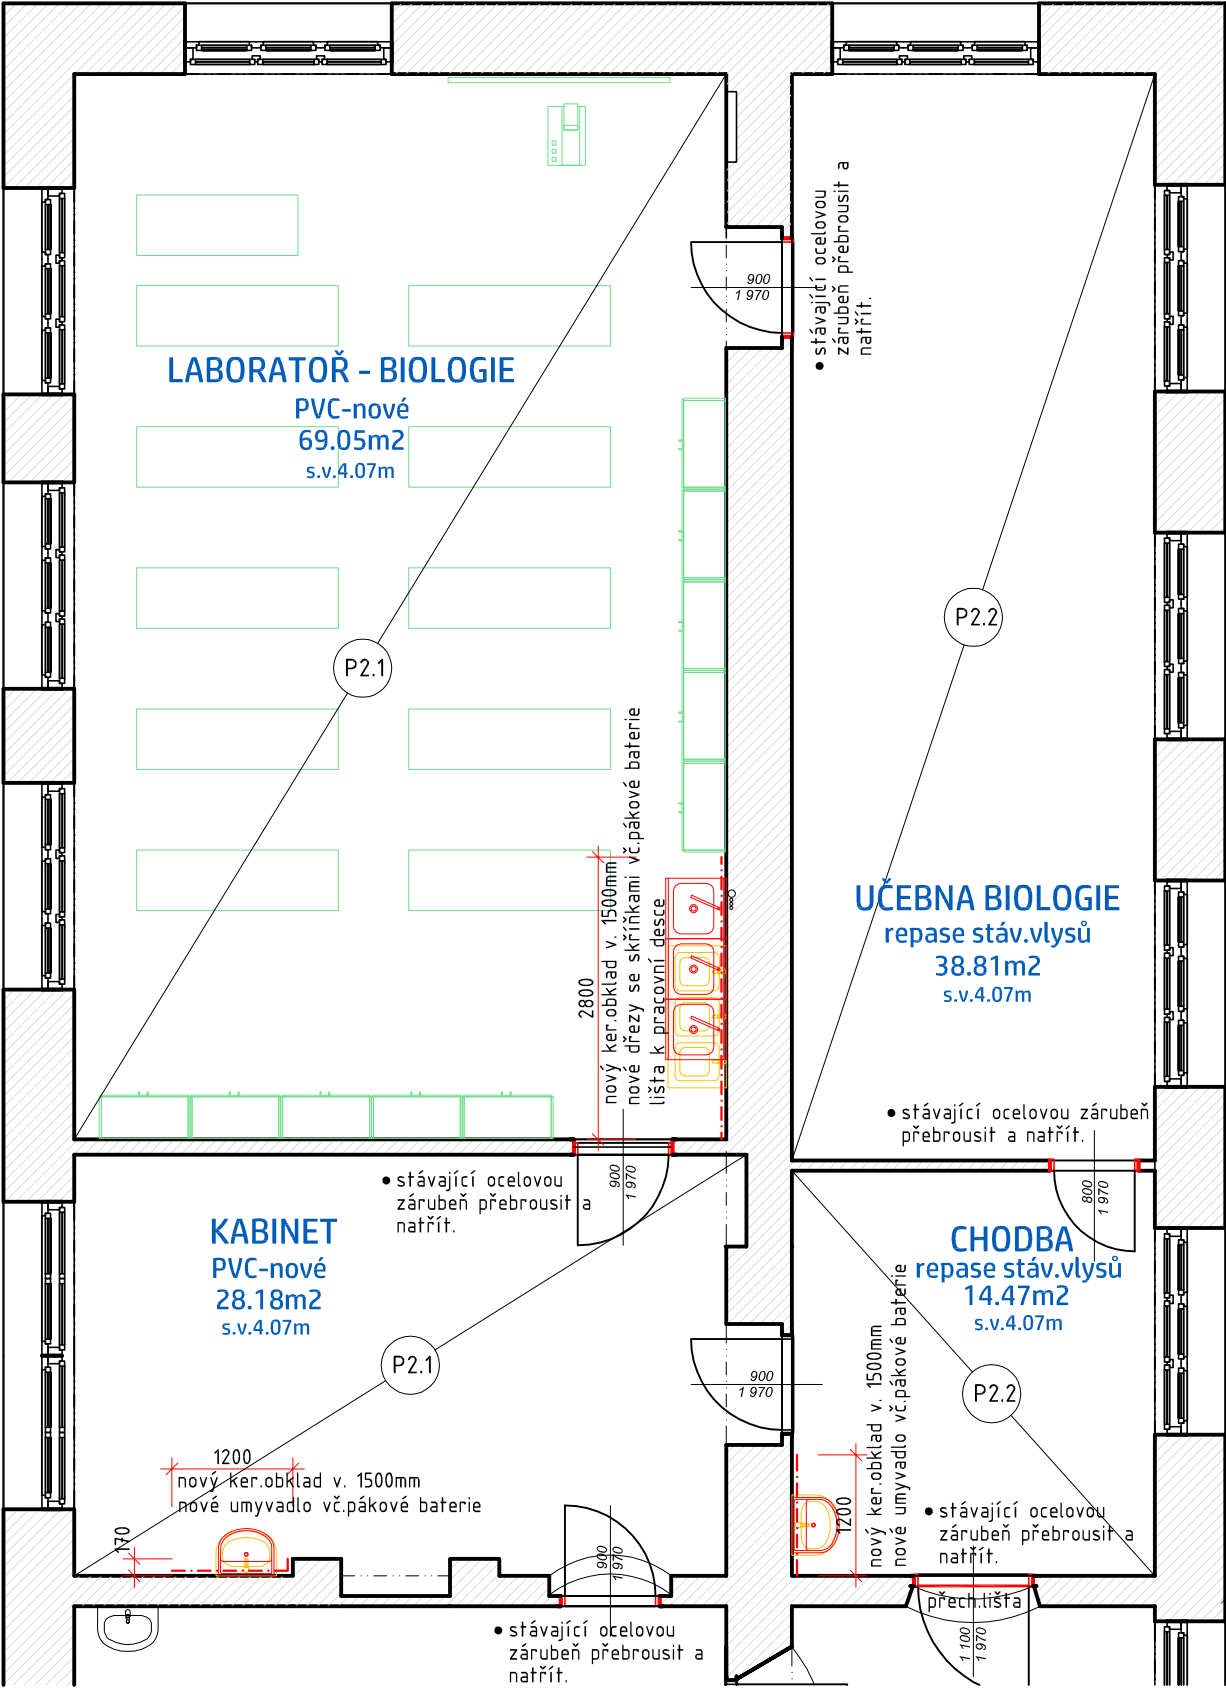 stávající ocelovou
zárubeň přebrousit a
natřít.
900
1 970
LABORATOŘ - BIOLOGIE
PVC-nové
69.05m2
s.v.4.07m
P2.2
P2.1
2800
nový ker.obklad v. 1500mm
nové dřezy se skříňkami vč.pákové baterie
lišta k pracovní desce
UČEBNA BIOLOGIE
repase stáv.vlysů
38.81m2
s.v.4.07m
stávající ocelovou zárubeň
přebrousit a natřít.
900
1 970
800
1 970
stávající ocelovou
zárubeň přebrousit a
natřít.
KABINET
PVC-nové
28.18m2
s.v.4.07m
CHODBA
repase stáv.vlysů
14.47m2
s.v.4.07m
P2.1
900
1 970
P2.2
nový ker.obklad v. 1500mm
nové umyvadlo vč.pákové baterie
1200
1200
nový ker.obklad v. 1500mm
nové umyvadlo vč.pákové baterie
170
stávající ocelovou
zárubeň přebrousit a
natřít.
900
1 970
přech.lišta
1 100
1 970
stávající ocelovou
zárubeň přebrousit a
natřít.